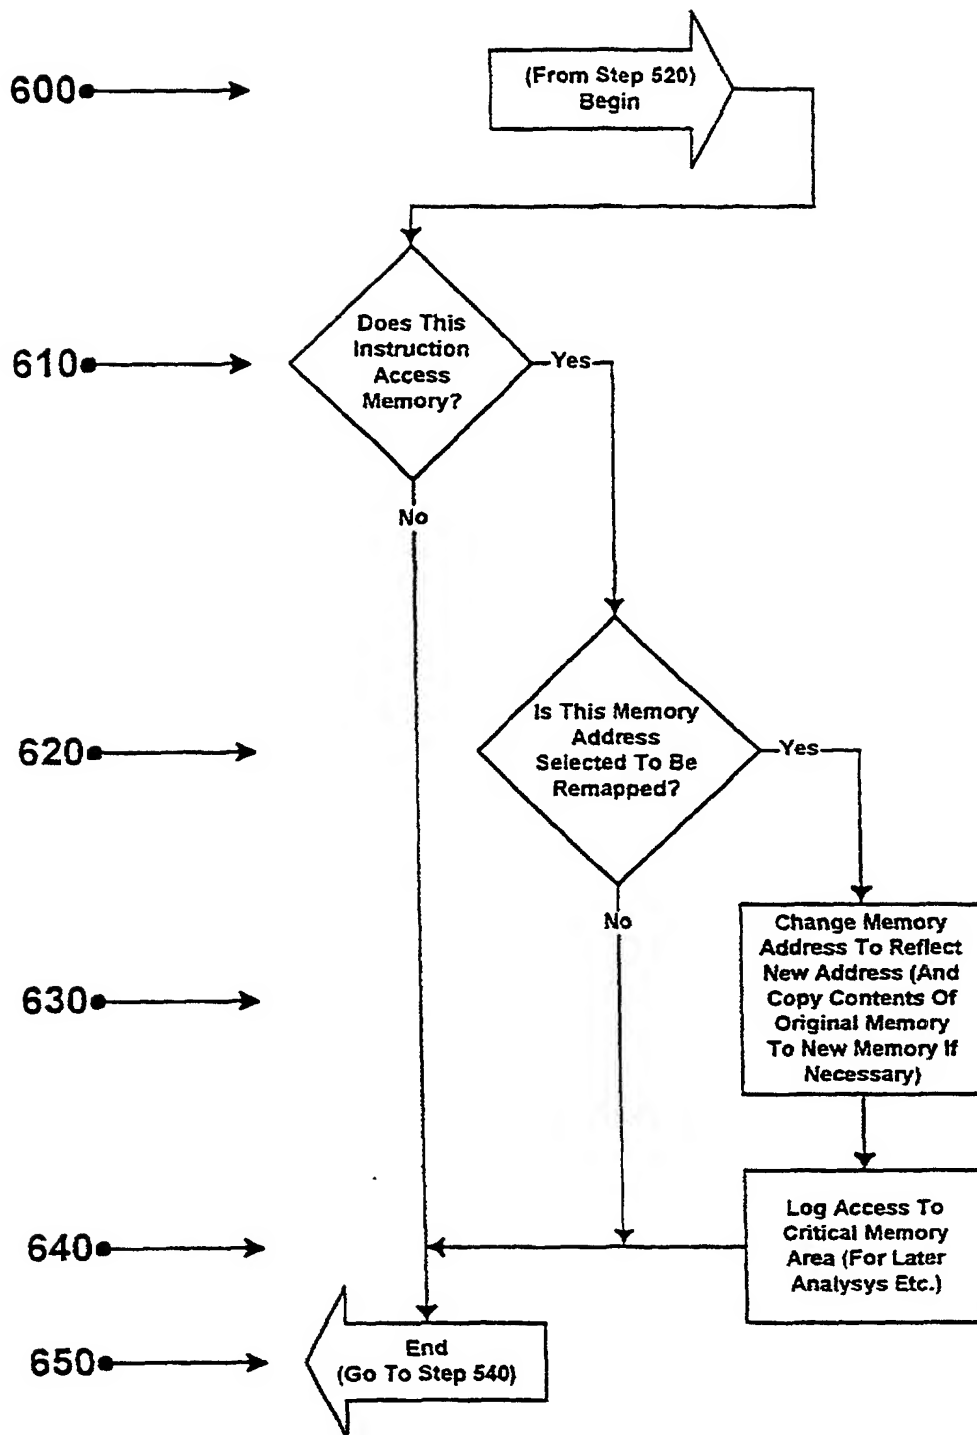 600
(From Step 520)
Begin
610
Does This
Instruction
Access
Memory?
Yes
No
620
Is This Memory
Address
Selected To Be
Remapped?
Yes
No
630
Change Memory
Address To Reflect
New Address (And
Copy Contents Of
Original Memory
To New Memory If
Necessary)
640
Log Access To
Critical Memory
Area (For Later
Analysys Etc.)
650
End
(Go To Step 540)